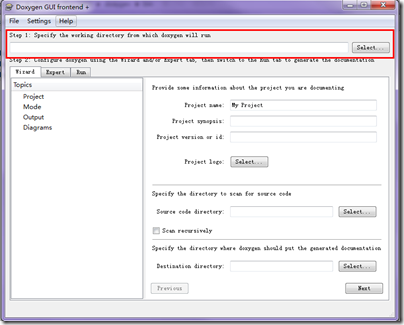 Doxygen GUI frontend +
File Settings Help
Step 1: Specify the working directory from which doxygen will run
Select...
Step 2: Configure doxygen using the Wizard and/or Expert tab, then switch to the Run tab to generate the documentation
Wizard Expert Run
Topics
Project
Mode
Output
Diagrams
Provide some information about the project you are documenting
Project name: My Project
Project synopsis:
Project version or id:
Project logo: Select...
Specify the directory to scan for source code
Source code directory: Select...
Scan recursively
Specify the directory where doxygen should put the generated documentation
Destination directory: Select...
Previous Next